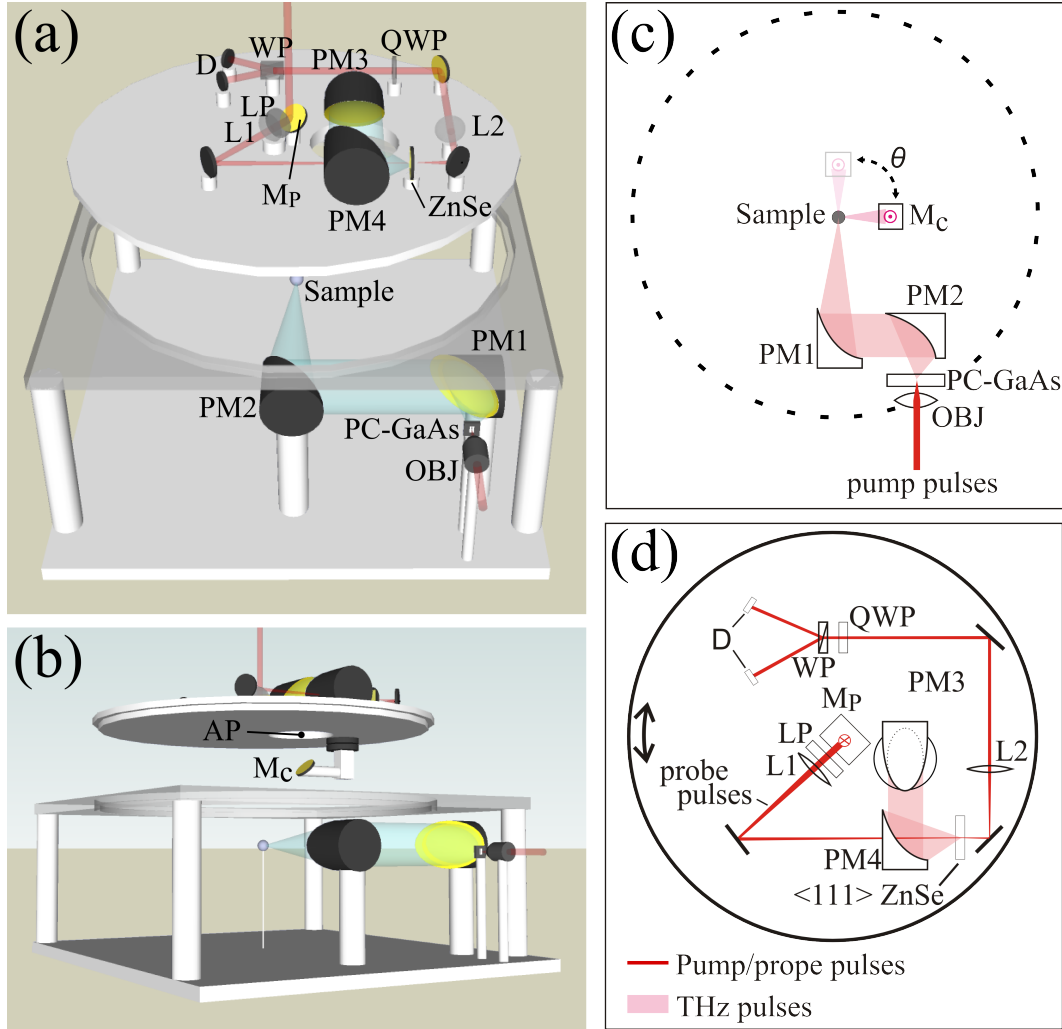 (a)
WP
QWP
D
PM3
LP
L1
L2
MP
ZnSe
PM4
Sample
PM1
PM2
PC-GaAs
OBJ
(b)
AP
Mc
(c)
θ
Sample
Mc
PM2
PM1
PC-GaAs
OBJ
pump pulses
(d)
QWP
D
WP
PM3
MP
LP
L1
L2
probe
pulses
PM4
<111> ZnSe
Pump/prope pulses
THz pulses